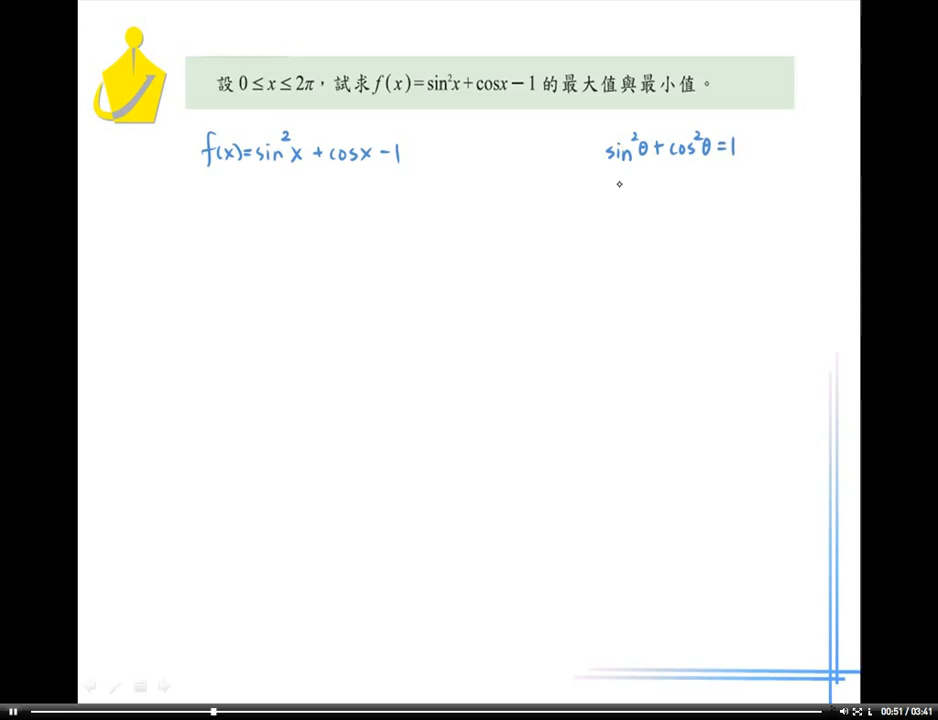 設 0 ≤ x ≤ 2π，試求 f(x)=sin²x+cosx−1 的最大值與最小值。
f(x)=sin²x+cosx−1
sin²θ+cos²θ=1
00:51 / 03:41